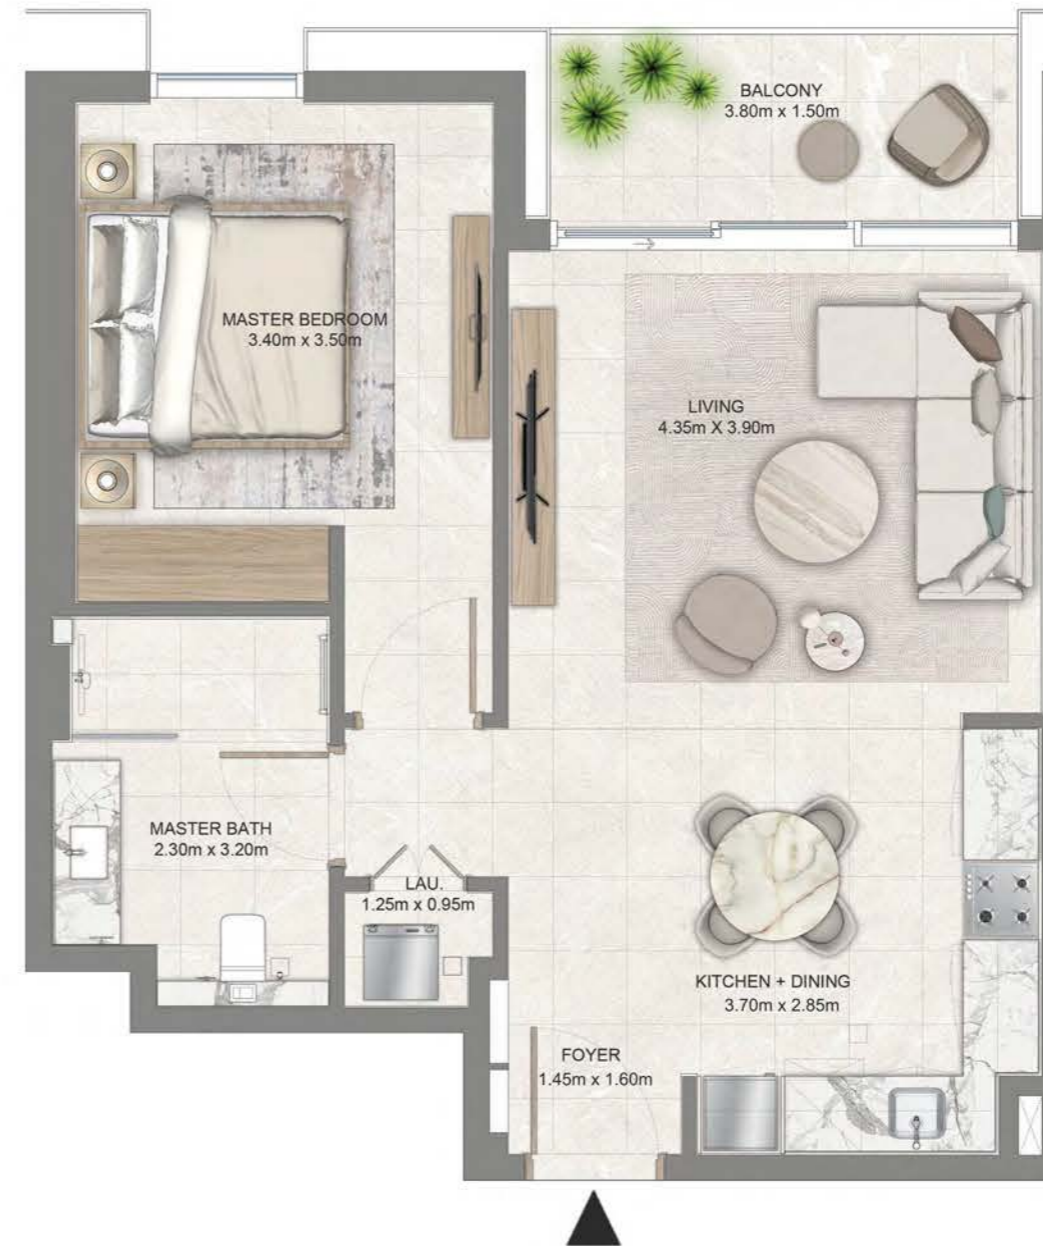 BALCONY
3.80m x 1.50m
MASTER BEDROOM
3.40m x 3.50m
LIVING
4.35m X 3.90m
MASTER BATH
2.30m x 3.20m
LAU.
1.25m x 0.95m
KITCHEN + DINING
3.70m x 2.85m
FOYER
1.45m x 1.60m